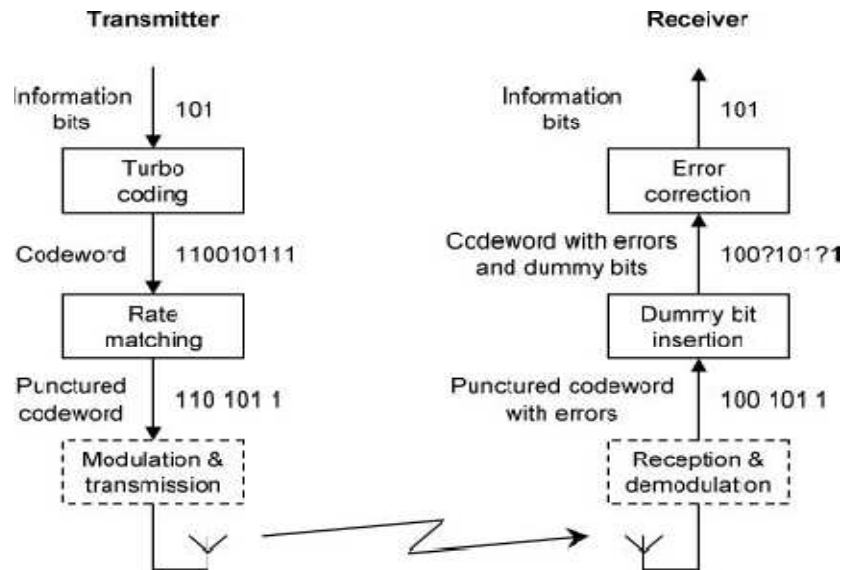 Transmitter
Receiver
Information
bits
101
Information
bits
101
Turbo
coding
Error
correction
Codeword
110010111
Codeword with errors
and dummy bits
100?101?1
Rate
matching
Dummy bit
insertion
Punctured
codeword
110 101 1
Punctured codeword
with errors
100 101 1
Modulation &
transmission
Reception &
demodulation